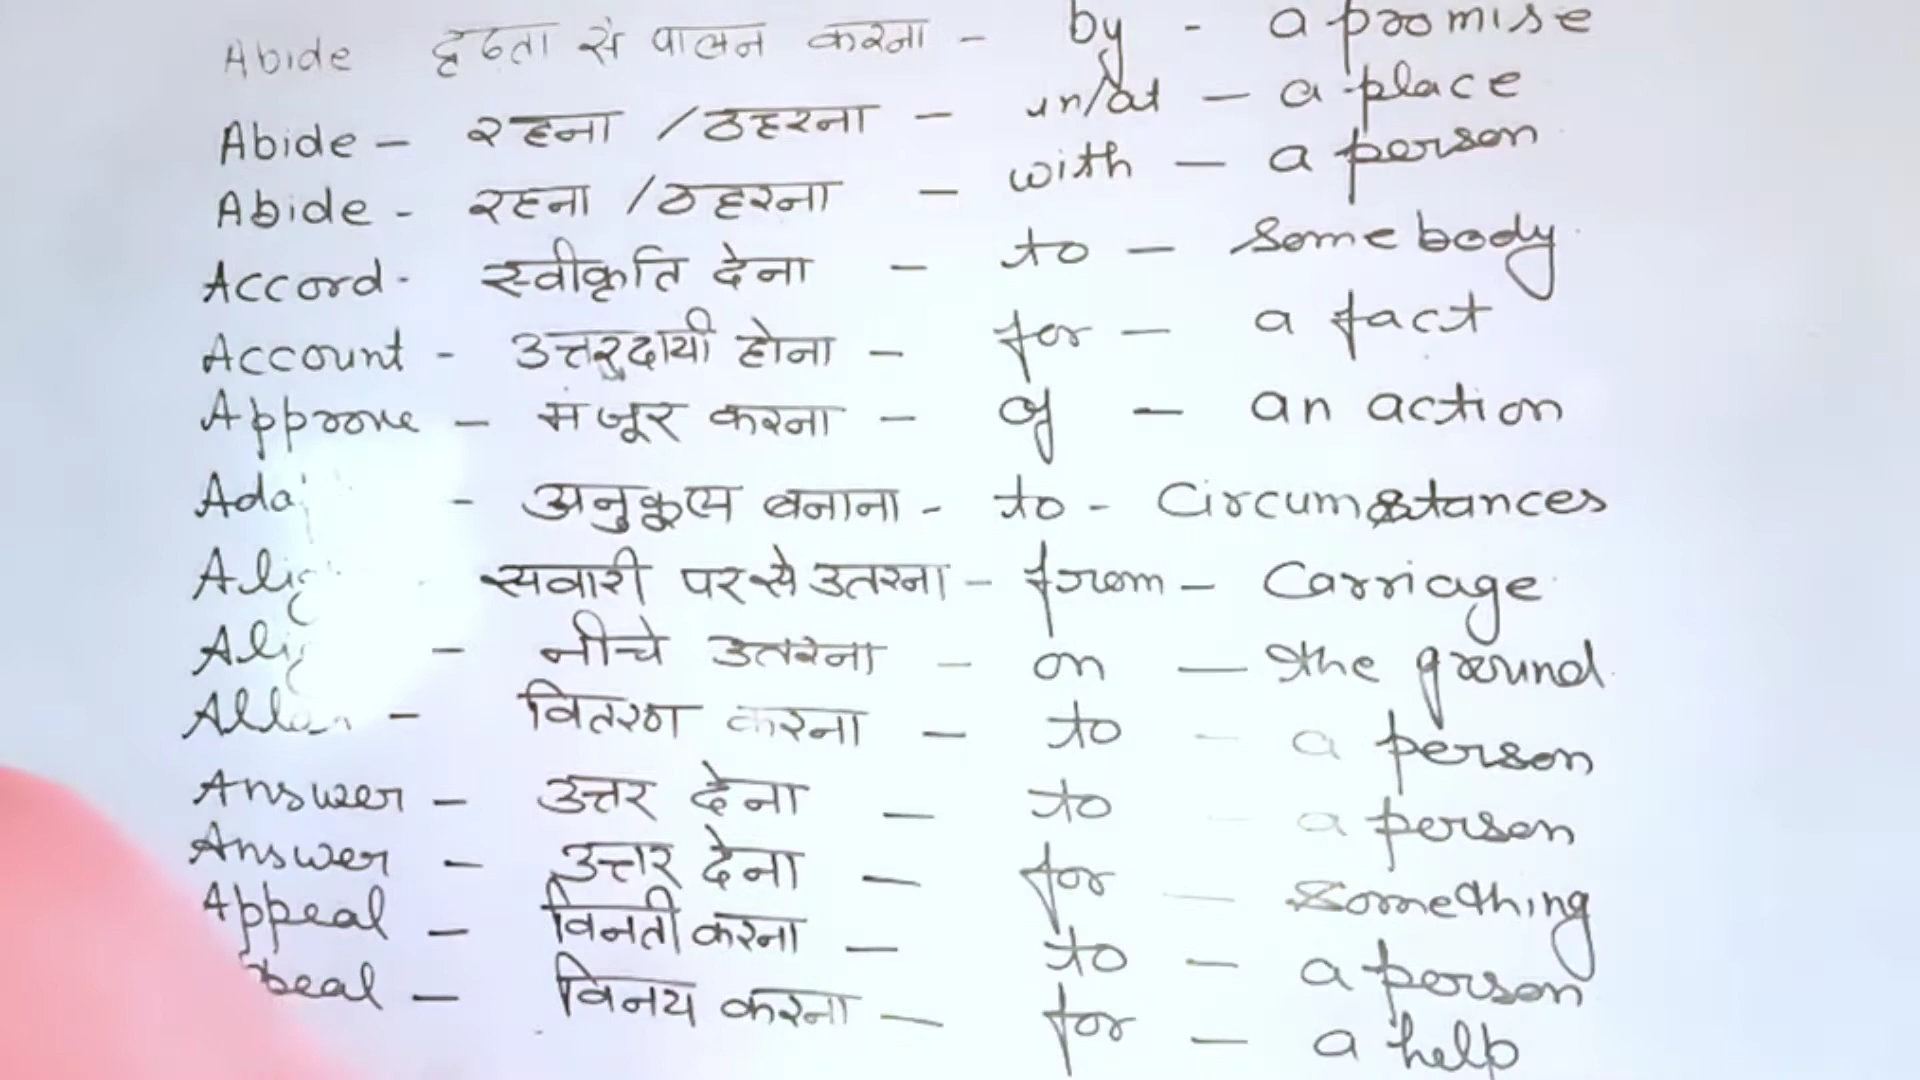 Abide दृढता से पालन करना - by - a promise
Abide - रहना / ठहरना - in/at - a place
Abide - रहना / ठहरना - with - a person
Accord - स्वीकृति देना - to - somebody
Account - उत्तरदायी होना - for - a fact
Approve - मंजूर करना - of - an action
- अनुकूल बनाना - to - Circumstances
सवारी पर से उतरना - from - Carriage
- नीचे उतरना - on - the ground
- वितरण करना - to - a person
Answer - उत्तर देना - to - a person
Answer - उत्तर देना - for - something
Appeal - विनती करना - to - a person
peal - विनय करना - for - a help